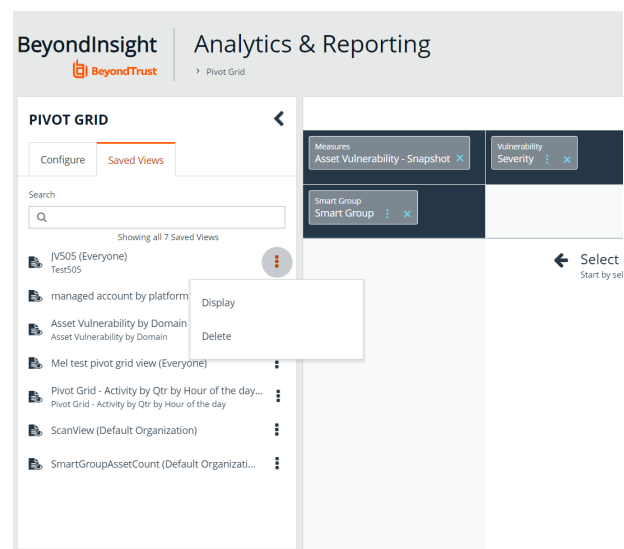 BeyondInsight
BeyondTrust
Analytics & Reporting
> Pivot Grid
PIVOT GRID
Configure
Saved Views
Search
Showing all 7 Saved Views
JV505 (Everyone)
Test505
managed account by platform
Asset Vulnerability by Domain
Asset Vulnerability by Domain
Mel test pivot grid view (Everyone)
Pivot Grid - Activity by Qtr by Hour of the day...
Pivot Grid - Activity by Qtr by Hour of the day
ScanView (Default Organization)
SmartGroupAssetCount (Default Organizati...
Display
Delete
Measures
Asset Vulnerability - Snapshot ×
Vulnerability
Severity ⋮ ×
Smart Group
Smart Group ⋮ ×
Select
Start by sel